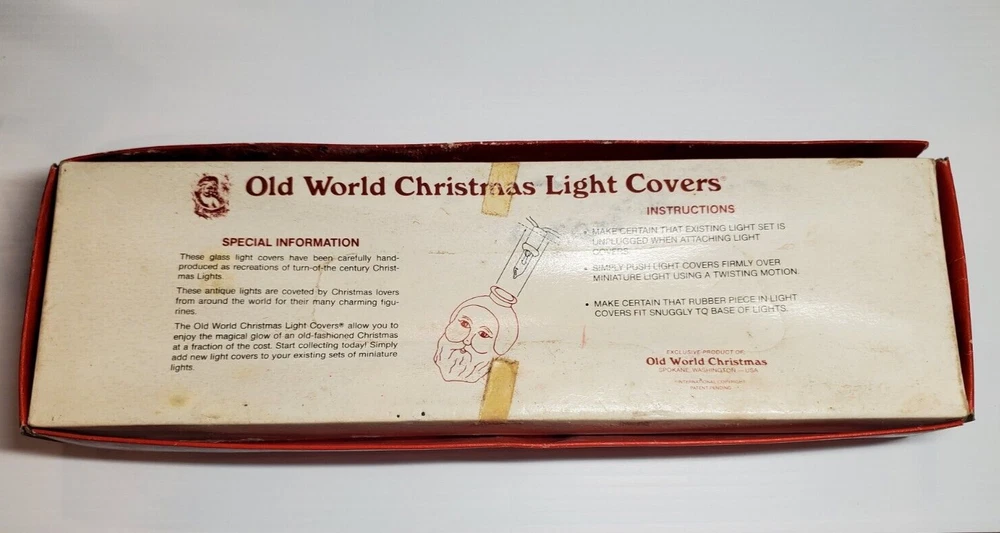 Old World Christmas Light Covers
SPECIAL INFORMATION
These glass light covers have been carefully hand-
produced as recreations of turn-of-the century Christ-
mas Lights.
These antique lights are coveted by Christmas lovers
from around the world for their many charming figu-
rines.
The Old World Christmas Light Covers® allow you to
enjoy the magical glow of an old-fashioned Christmas
at a fraction of the cost. Start collecting today! Simply
add new light covers to your existing sets of miniature
lights.
INSTRUCTIONS
• MAKE CERTAIN THAT EXISTING LIGHT SET IS
UNPLUGGED WHEN ATTACHING LIGHT
COVERS.
• SIMPLY PUSH LIGHT COVERS FIRMLY OVER
MINIATURE LIGHT USING A TWISTING MOTION.
• MAKE CERTAIN THAT RUBBER PIECE IN LIGHT
COVERS FIT SNUGGLY TO BASE OF LIGHTS.
EXCLUSIVE PRODUCT OF:
Old World Christmas
SPOKANE, WASHINGTON — USA
INTERNATIONAL COPYRIGHT
PATENT PENDING